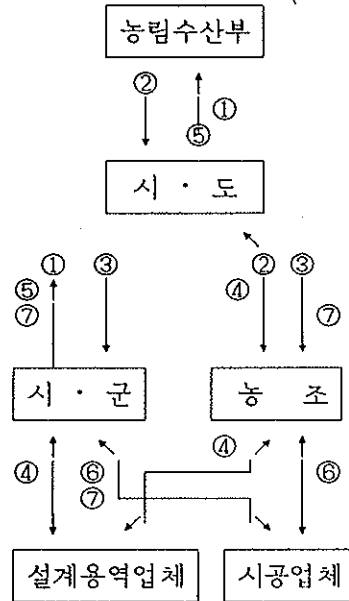 농림수산부
② ①
⑤
시 · 도
① ③ ② ③
⑤ ④
⑦ ⑦
시 · 군 농 조
④
④ ⑥ ⑥
⑦
설계용역업체 시공업체